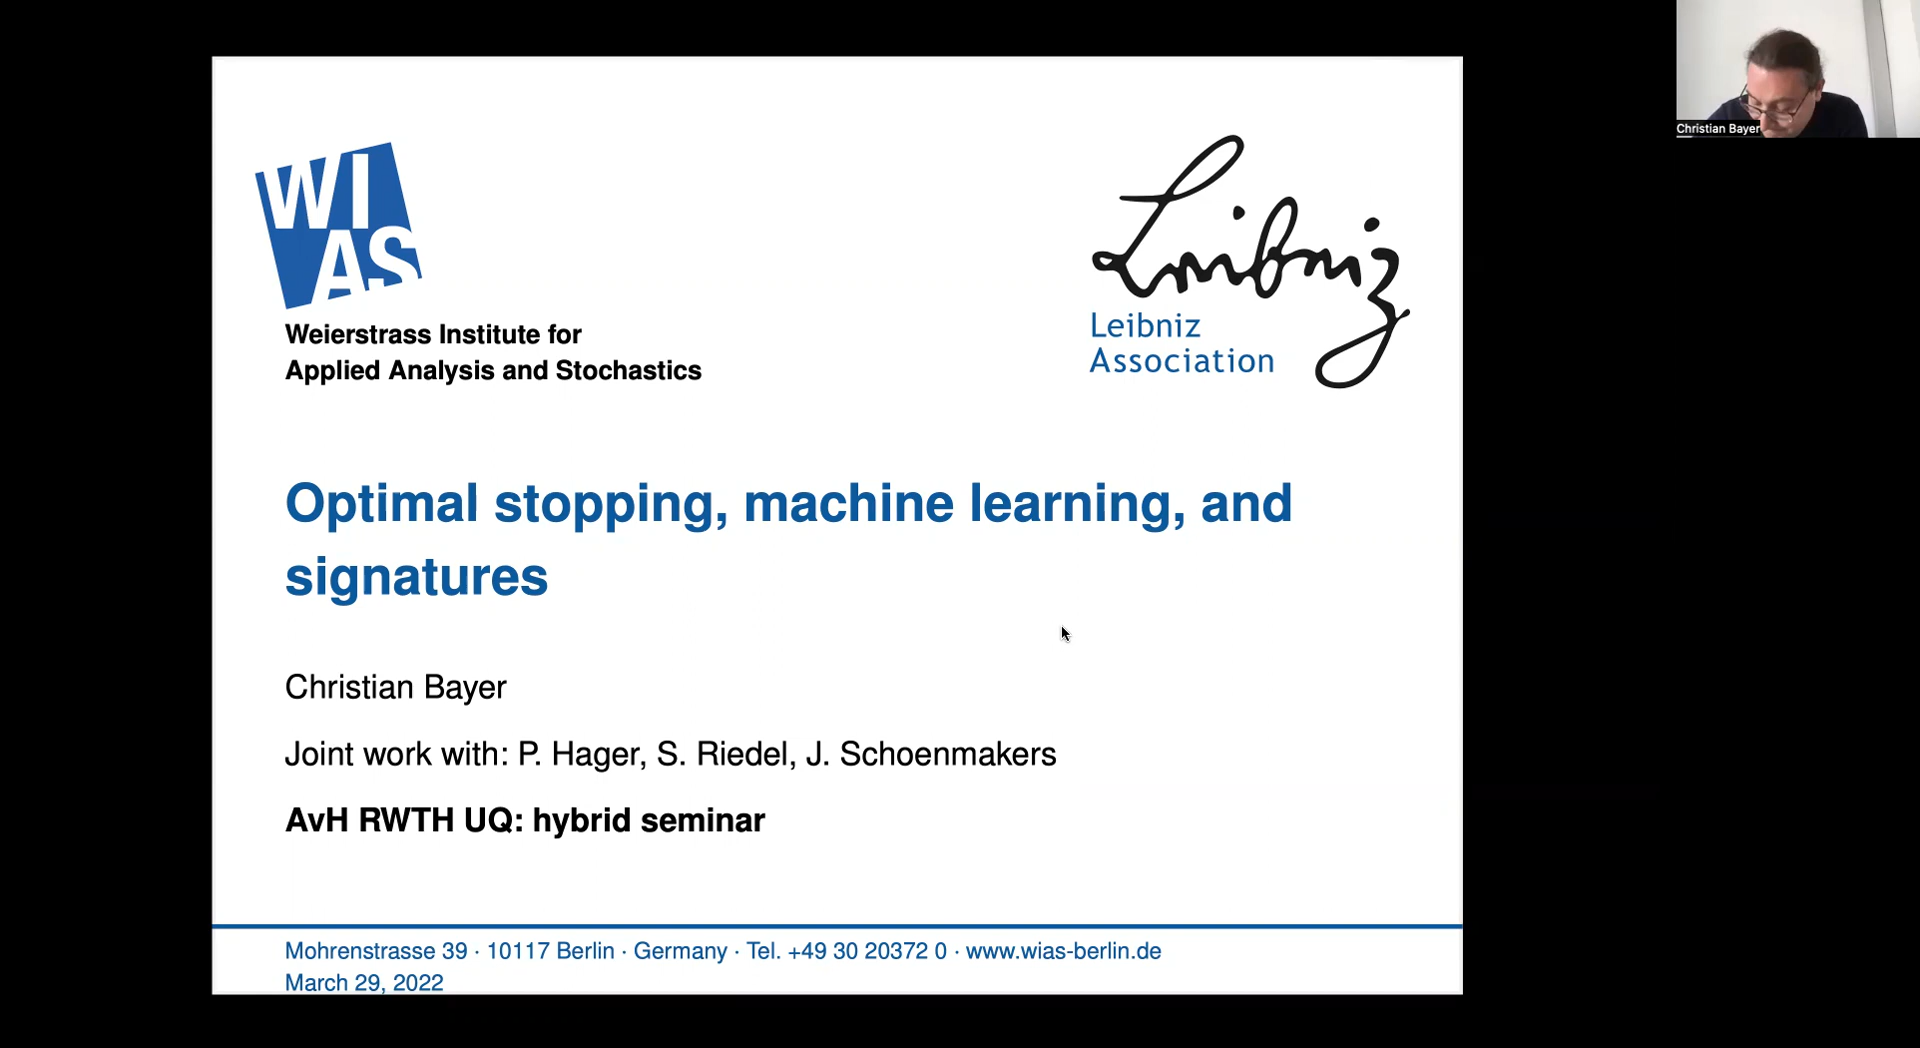 WI
AS
Weierstrass Institute for
Applied Analysis and Stochastics
Leibniz
Leibniz
Association
Optimal stopping, machine learning, and
signatures
Christian Bayer
Joint work with: P. Hager, S. Riedel, J. Schoenmakers
AvH RWTH UQ: hybrid seminar
Mohrenstrasse 39 · 10117 Berlin · Germany · Tel. +49 30 20372 0 · www.wias-berlin.de
March 29, 2022
Christian Bayer